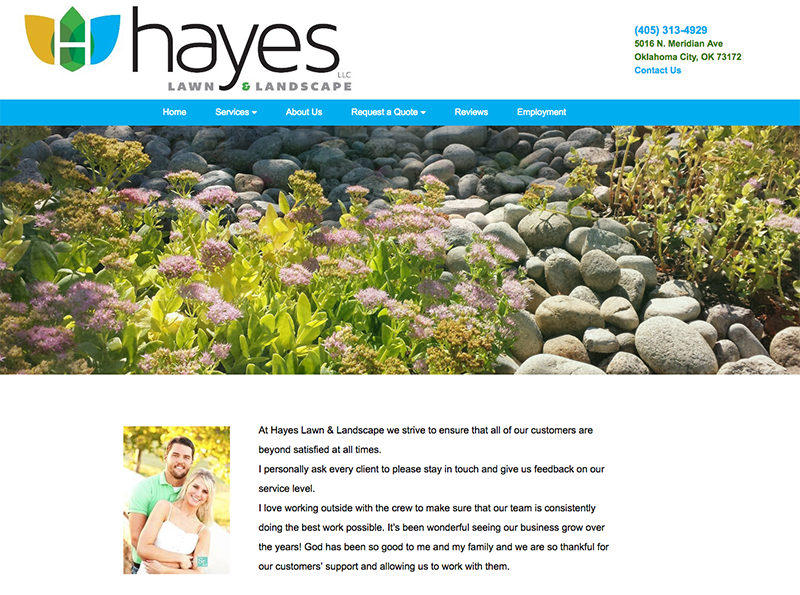 H hayes
LLC
LAWN & LANDSCAPE
(405) 313-4929
5016 N. Meridian Ave
Oklahoma City, OK 73172
Contact Us
Home Services About Us Request a Quote Reviews Employment
At Hayes Lawn & Landscape we strive to ensure that all of our customers are
beyond satisfied at all times.
I personally ask every client to please stay in touch and give us feedback on our
service level.
I love working outside with the crew to make sure that our team is consistently
doing the best work possible. It's been wonderful seeing our business grow over
the years! God has been so good to me and my family and we are so thankful for
our customers' support and allowing us to work with them.